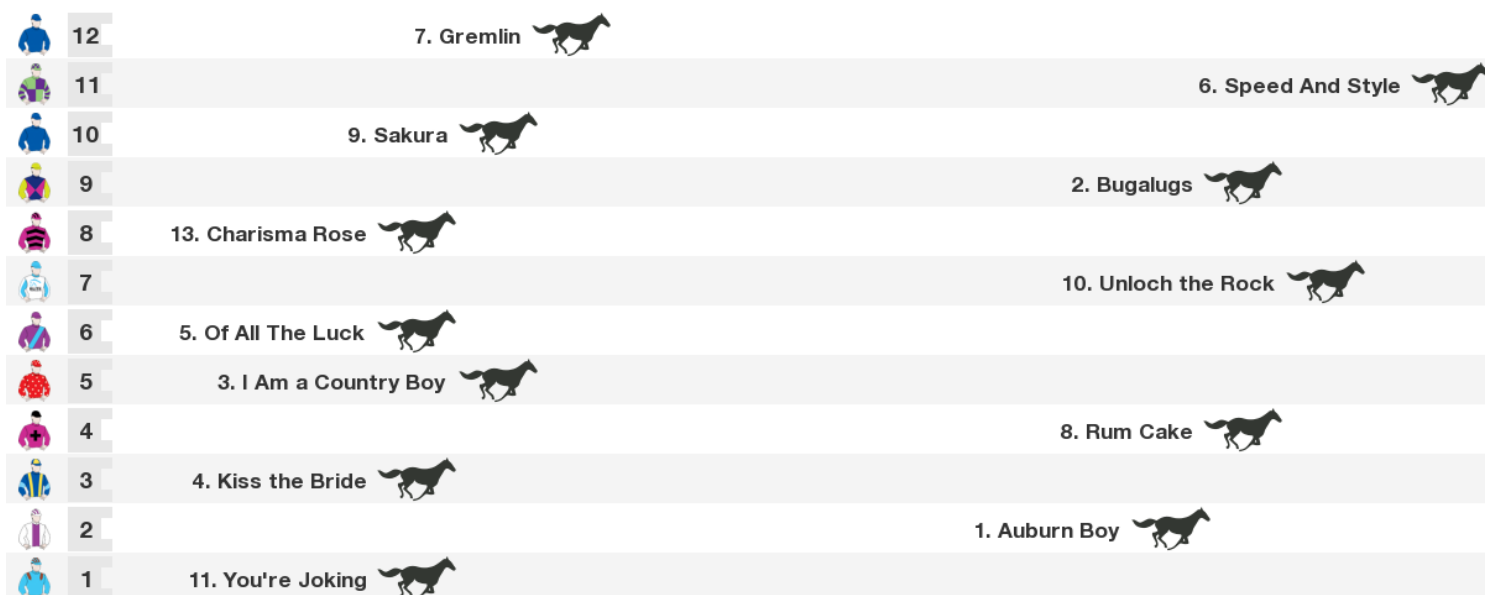 12 7. Gremlin
11 6. Speed And Style
10 9. Sakura
9 2. Bugalugs
8 13. Charisma Rose
7 10. Unloch the Rock
6 5. Of All The Luck
5 3. I Am a Country Boy
4 8. Rum Cake
3 4. Kiss the Bride
2 1. Auburn Boy
1 11. You're Joking